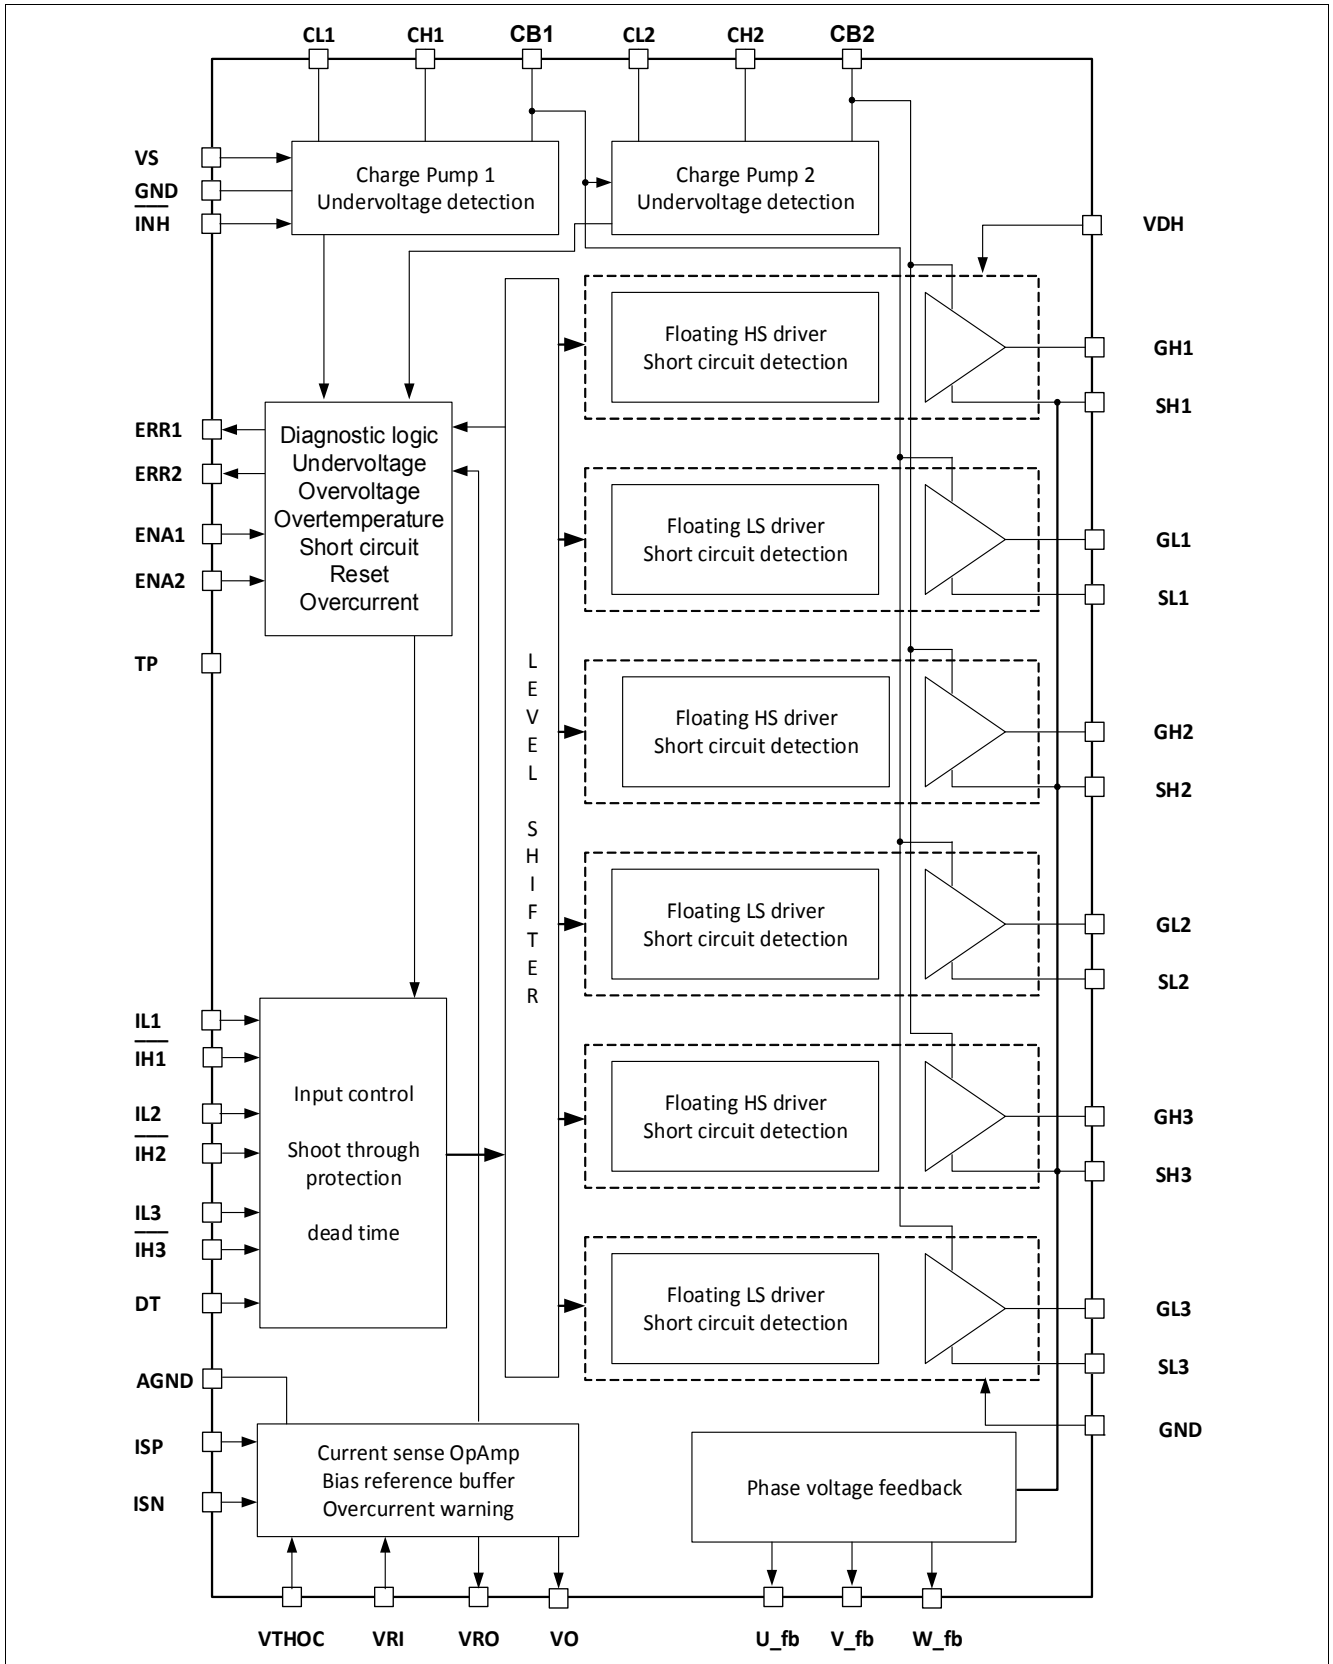 CL1
CH1
CB1
CL2
CH2
CB2
VS
GND
INH
Charge Pump 1
Undervoltage detection
Charge Pump 2
Undervoltage detection
VDH
Floating HS driver
Short circuit detection
GH1
SH1
ERR1
ERR2
ENA1
ENA2
Diagnostic logic
Undervoltage
Overvoltage
Overtemperature
Short circuit
Reset
Overcurrent
Floating LS driver
Short circuit detection
GL1
SL1
TP
LEVEL SHIFTER
Floating HS driver
Short circuit detection
GH2
SH2
Floating LS driver
Short circuit detection
GL2
SL2
IL1
IH1
IL2
IH2
IL3
IH3
DT
Input control
Shoot through
protection
dead time
Floating HS driver
Short circuit detection
GH3
SH3
Floating LS driver
Short circuit detection
GL3
SL3
AGND
ISP
ISN
Current sense OpAmp
Bias reference buffer
Overcurrent warning
Phase voltage feedback
GND
VTHOC
VRI
VRO
VO
U_fb
V_fb
W_fb